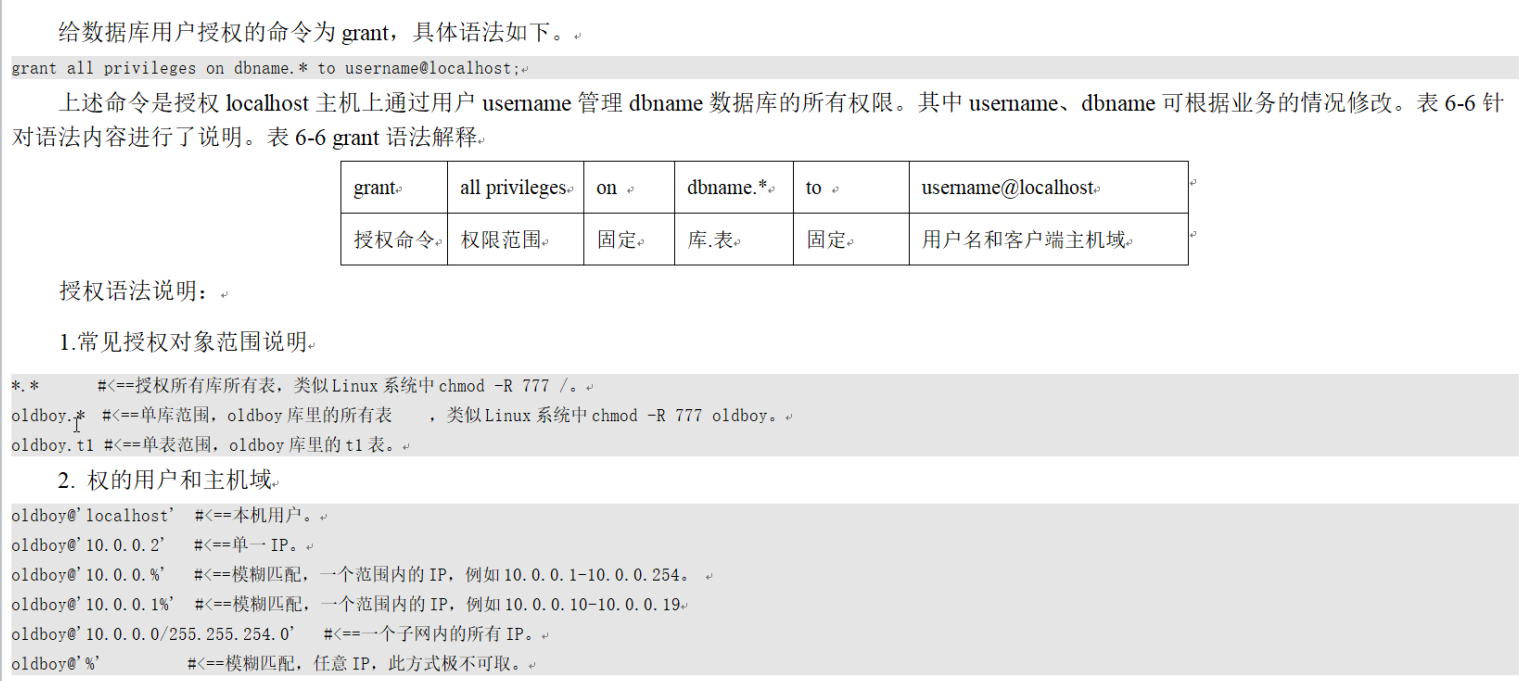 给数据库用户授权的命令为 grant，具体语法如下。
grant all privileges on dbname.* to username@localhost;
上述命令是授权 localhost 主机上通过用户 username 管理 dbname 数据库的所有权限。其中 username、dbname 可根据业务的情况修改。表 6-6 针
对语法内容进行了说明。表 6-6 grant 语法解释
grant all privileges on dbname.* to username@localhost
授权命令 权限范围 固定 库.表 固定 用户名和客户端主机域
授权语法说明：
1.常见授权对象范围说明
*.* #<==授权所有库所有表，类似 Linux 系统中 chmod -R 777 /。
oldboy.* #<==单库范围，oldboy 库里的所有表 ，类似 Linux 系统中 chmod -R 777 oldboy。
oldboy.t1 #<==单表范围，oldboy 库里的 t1 表。
2. 权的用户和主机域
oldboy@'localhost' #<==本机用户。
oldboy@'10.0.0.2' #<==单一 IP。
oldboy@'10.0.0.%' #<==模糊匹配，一个范围内的 IP，例如 10.0.0.1-10.0.0.254。
oldboy@'10.0.0.1%' #<==模糊匹配，一个范围内的 IP，例如 10.0.0.10-10.0.0.19
oldboy@'10.0.0.0/255.255.254.0' #<==一个子网内的所有 IP。
oldboy@'%' #<==模糊匹配，任意 IP，此方式极不可取。